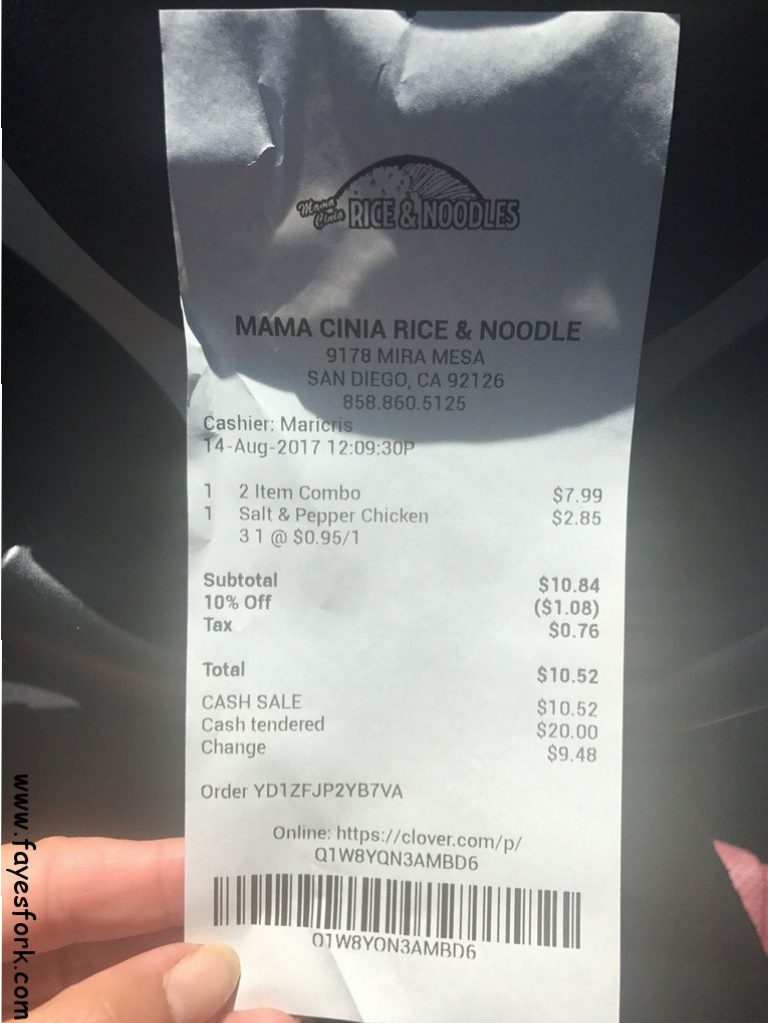 Mama
Cinia RICE & NOODLES
MAMA CINIA RICE & NOODLE
9178 MIRA MESA
SAN DIEGO, CA 92126
858.860.5125
Cashier: Maricris
14-Aug-2017 12:09:30P
1 2 Item Combo $7.99
1 Salt & Pepper Chicken $2.85
3 1 @ $0.95/1
Subtotal $10.84
10% Off ($1.08)
Tax $0.76
Total $10.52
CASH SALE $10.52
Cash tendered $20.00
Change $9.48
Order YD1ZFJP2YB7VA
Online: https://clover.com/p/
Q1W8YQN3AMBD6
Q1W8YQN3AMBD6
www.fayesfork.com